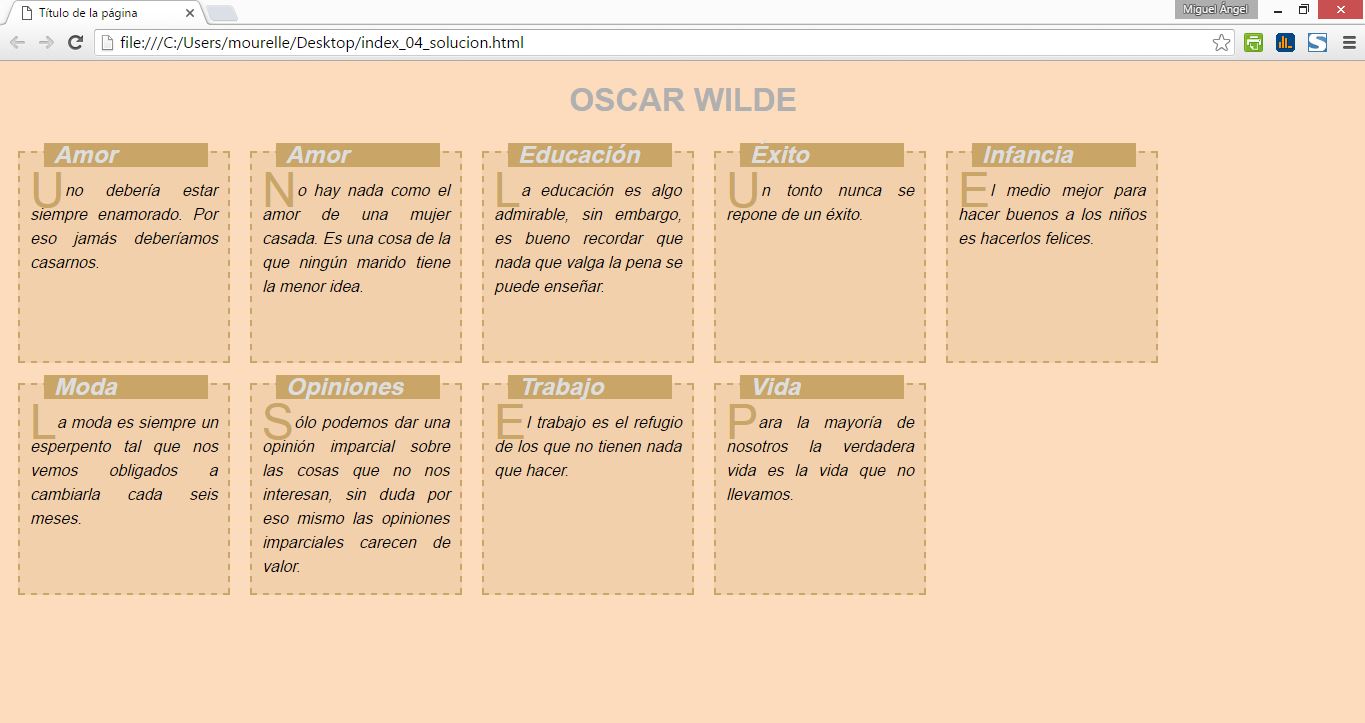 Título de la página
Miguel Ángel
file:///C:/Users/mourelle/Desktop/index_04_solucion.html
OSCAR WILDE
Amor
Uno debería estar
siempre enamorado. Por
eso jamás deberíamos
casarnos.
Amor
No hay nada como el
amor de una mujer
casada. Es una cosa de la
que ningún marido tiene
la menor idea.
Educación
La educación es algo
admirable, sin embargo,
es bueno recordar que
nada que valga la pena se
puede enseñar.
Éxito
Un tonto nunca se
repone de un éxito.
Infancia
El medio mejor para
hacer buenos a los niños
es hacerlos felices.
Moda
La moda es siempre un
esperpento tal que nos
vemos obligados a
cambiarla cada seis
meses.
Opiniones
Sólo podemos dar una
opinión imparcial sobre
las cosas que no nos
interesan, sin duda por
eso mismo las opiniones
imparciales carecen de
valor.
Trabajo
El trabajo es el refugio
de los que no tienen nada
que hacer.
Vida
Para la mayoría de
nosotros la verdadera
vida es la vida que no
llevamos.